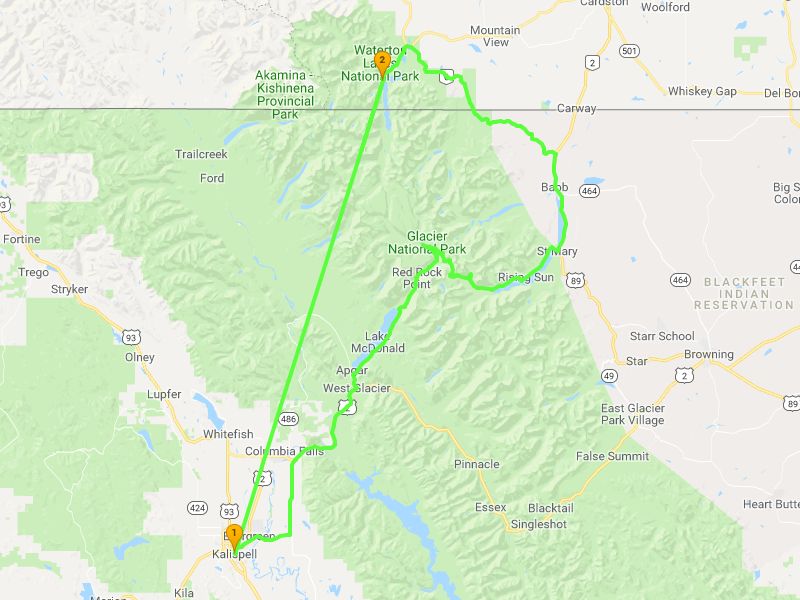 Cardston
Woolford
Mountain
View
501
2
Waterton
Lakes
National Park
2
Akamina -
Kishinena
Provincial
Park
Whiskey Gap
Del Bo
Carway
Trailcreek
Ford
Babb
464
Big S
Colon
93
Fortine
Trego
Stryker
Glacier
National Park
Red Rock
Point
St Mary
Rising Sun
89
464
44
BLACKFEET
INDIAN
RESERVATION
93
Olney
Lake
McDonald
Starr School
Star
Browning
Apgar
West Glacier
49
2
Lupfer
2
486
89
East Glacier
Park Village
Whitefish
Columbia Falls
False Summit
Pinnacle
2
424
93
Essex
Blacktail
Singleshot
Heart Butte
1
Evergreen
Kalispell
Kila